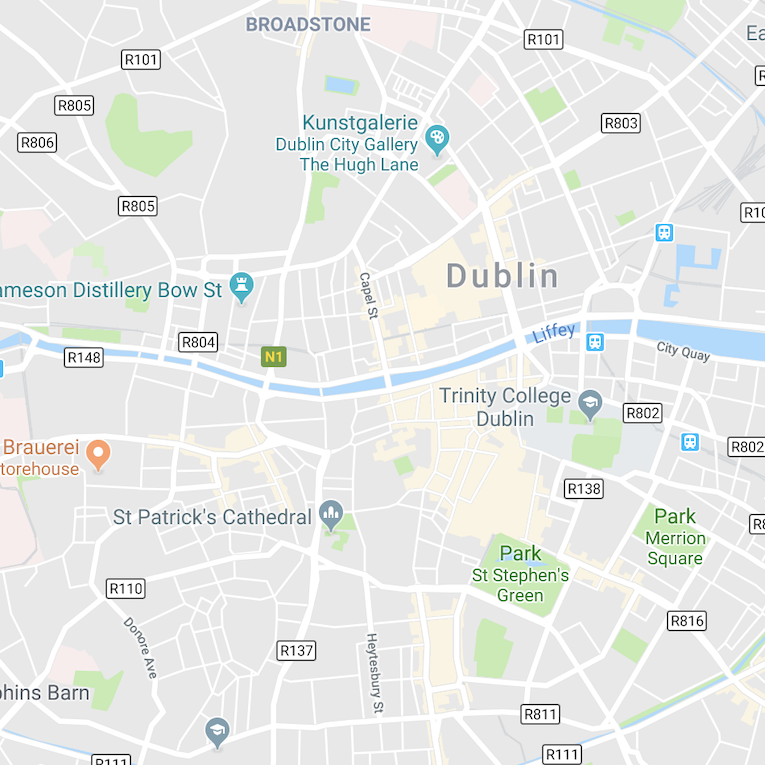 BROADSTONE
R101
Ea
R101
R805
R806
R803
Kunstgalerie
Dublin City Gallery
The Hugh Lane
R805
R10
Dublin
ameson Distillery Bow St
Capel St
Liffey
R804
R148
N1
City Quay
Trinity College
Dublin
R802
R802
Brauerei
torehouse
R138
St Patrick's Cathedral
Park
Merrion
Square
Park
St Stephen's
Green
R110
R816
Donore Ave
R137
Heytesbury St
phins Barn
R811
R111
R111